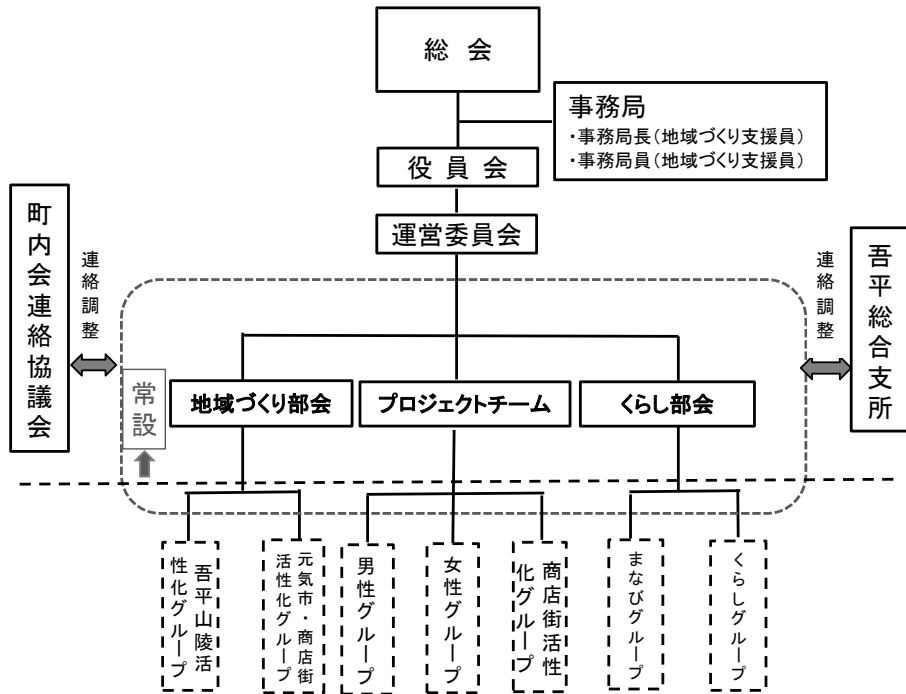 総 会
事務局
・事務局長(地域づくり支援員)
・事務局員(地域づくり支援員)
役 員 会
運営委員会
町内会連絡協議会
連絡調整
連絡調整
吾平総合支所
常設
地域づくり部会
プロジェクトチーム
くらし部会
吾平山陵活
性化グループ
元気市・商店街
活性化グループ
男性グループ
女性グループ
商店街活性
化グループ
まなびグループ
くらしグループ